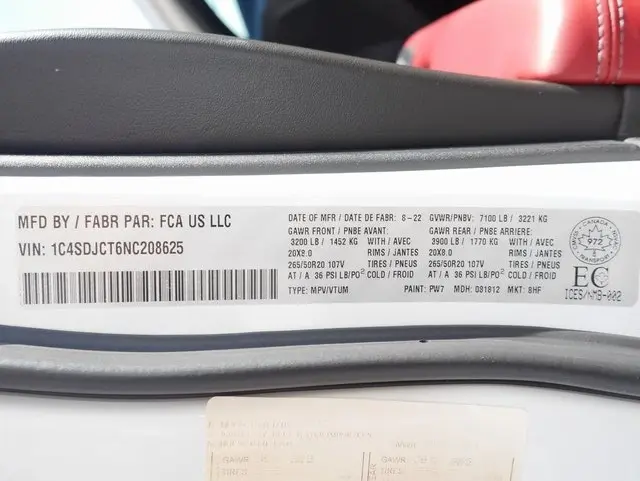 MFD BY / FABR PAR: FCA US LLC
VIN: 1C4SDJCT6NC208625
DATE OF MFR / DATE DE FABR: 8-22 GVWR/PNBV: 7100 LB / 3221 KG
GAWR FRONT / PNBE AVANT: GAWR REAR / PNBE ARRIERE:
3200 LB / 1452 KG WITH / AVEC 3900 LB / 1770 KG WITH / AVEC
20X8.0 RIMS / JANTES 20X8.0 RIMS / JANTES
265/50R20 107V TIRES / PNEUS 265/50R20 107V TIRES / PNEUS
AT / A 36 PSI LB/PO² COLD / FROID AT / A 36 PSI LB/PO² COLD / FROID
TYPE: MPV/VTUM PAINT: PW7 MDH: 081812 MKT: 8HF
CANADA
972
TRANSPORT
EC
ICES/NMB-002